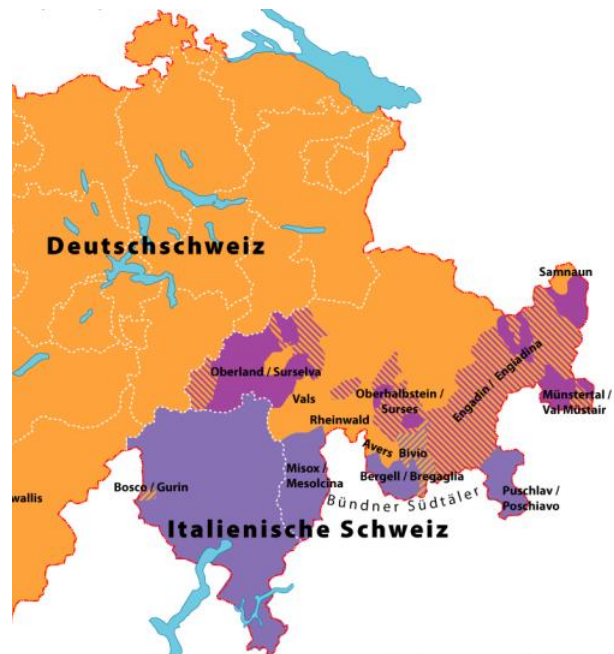 Deutschschweiz
Samnaun
Oberland / Surselva
Engadin / Engiadina
Vals
Oberhalbstein /
Surses
Münstertal /
Val Müstair
Rheinwald
Avers
Bivio
Misox /
Mesolcina
Bergell / Bregaglia
Bosco / Gurin
wallis
Puschlav /
Poschiavo
Bündner Südtäler
Italienische Schweiz